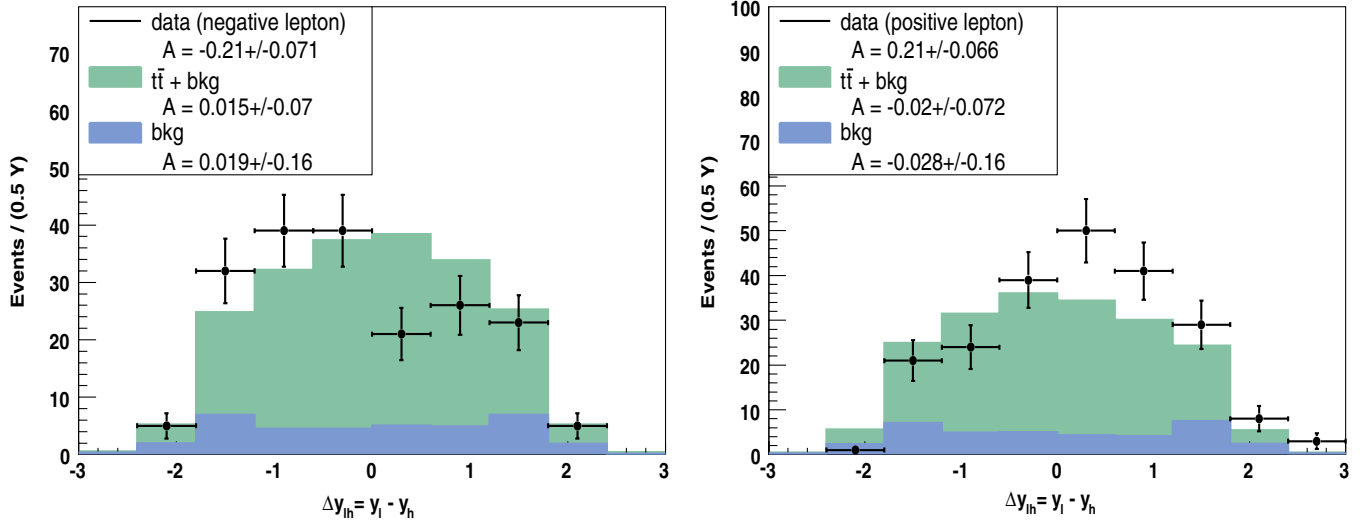 data (negative lepton)
A = -0.21+/-0.071
tt̄ + bkg
A = 0.015+/-0.07
bkg
A = 0.019+/-0.16
Events / (0.5 Y)
70
60
50
40
30
20
10
0
-3 -2 -1 0 1 2 3
Δy_lh = y_l - y_h
data (positive lepton)
A = 0.21+/-0.066
tt̄ + bkg
A = -0.02+/-0.072
bkg
A = -0.028+/-0.16
Events / (0.5 Y)
100
90
80
70
60
50
40
30
20
10
0
-3 -2 -1 0 1 2 3
Δy_lh = y_l - y_h